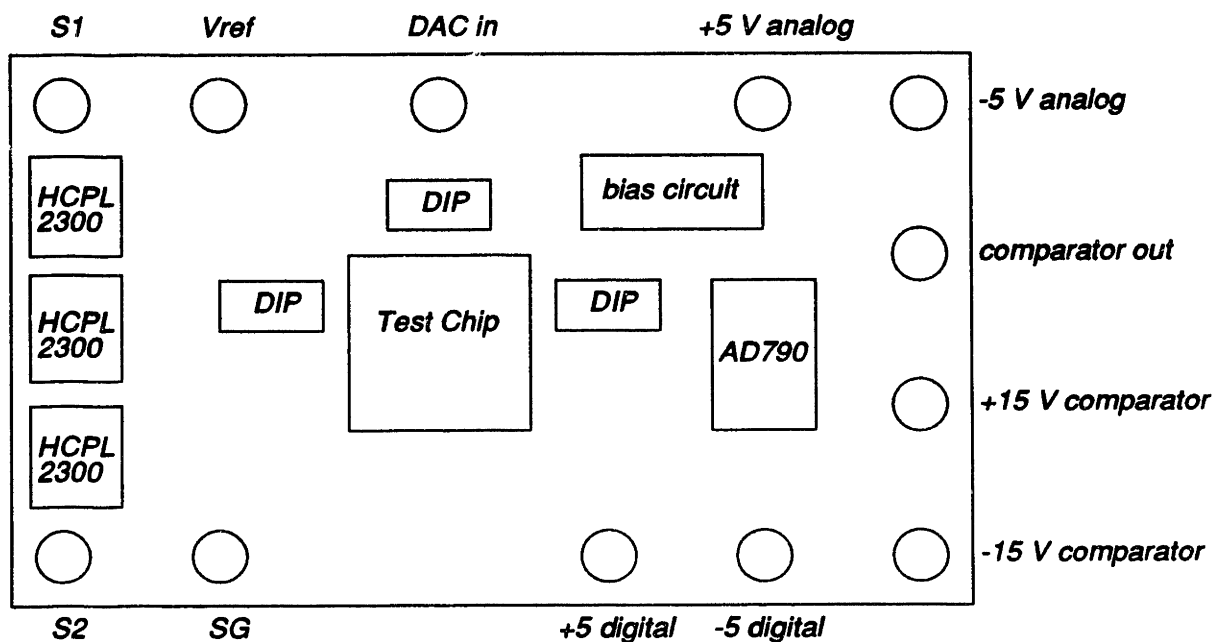 S1 Vref DAC in +5 V analog
-5 V analog
HCPL
2300
DIP
bias circuit
comparator out
HCPL
2300
DIP
Test Chip
DIP
AD790
+15 V comparator
HCPL
2300
-15 V comparator
S2 SG +5 digital -5 digital